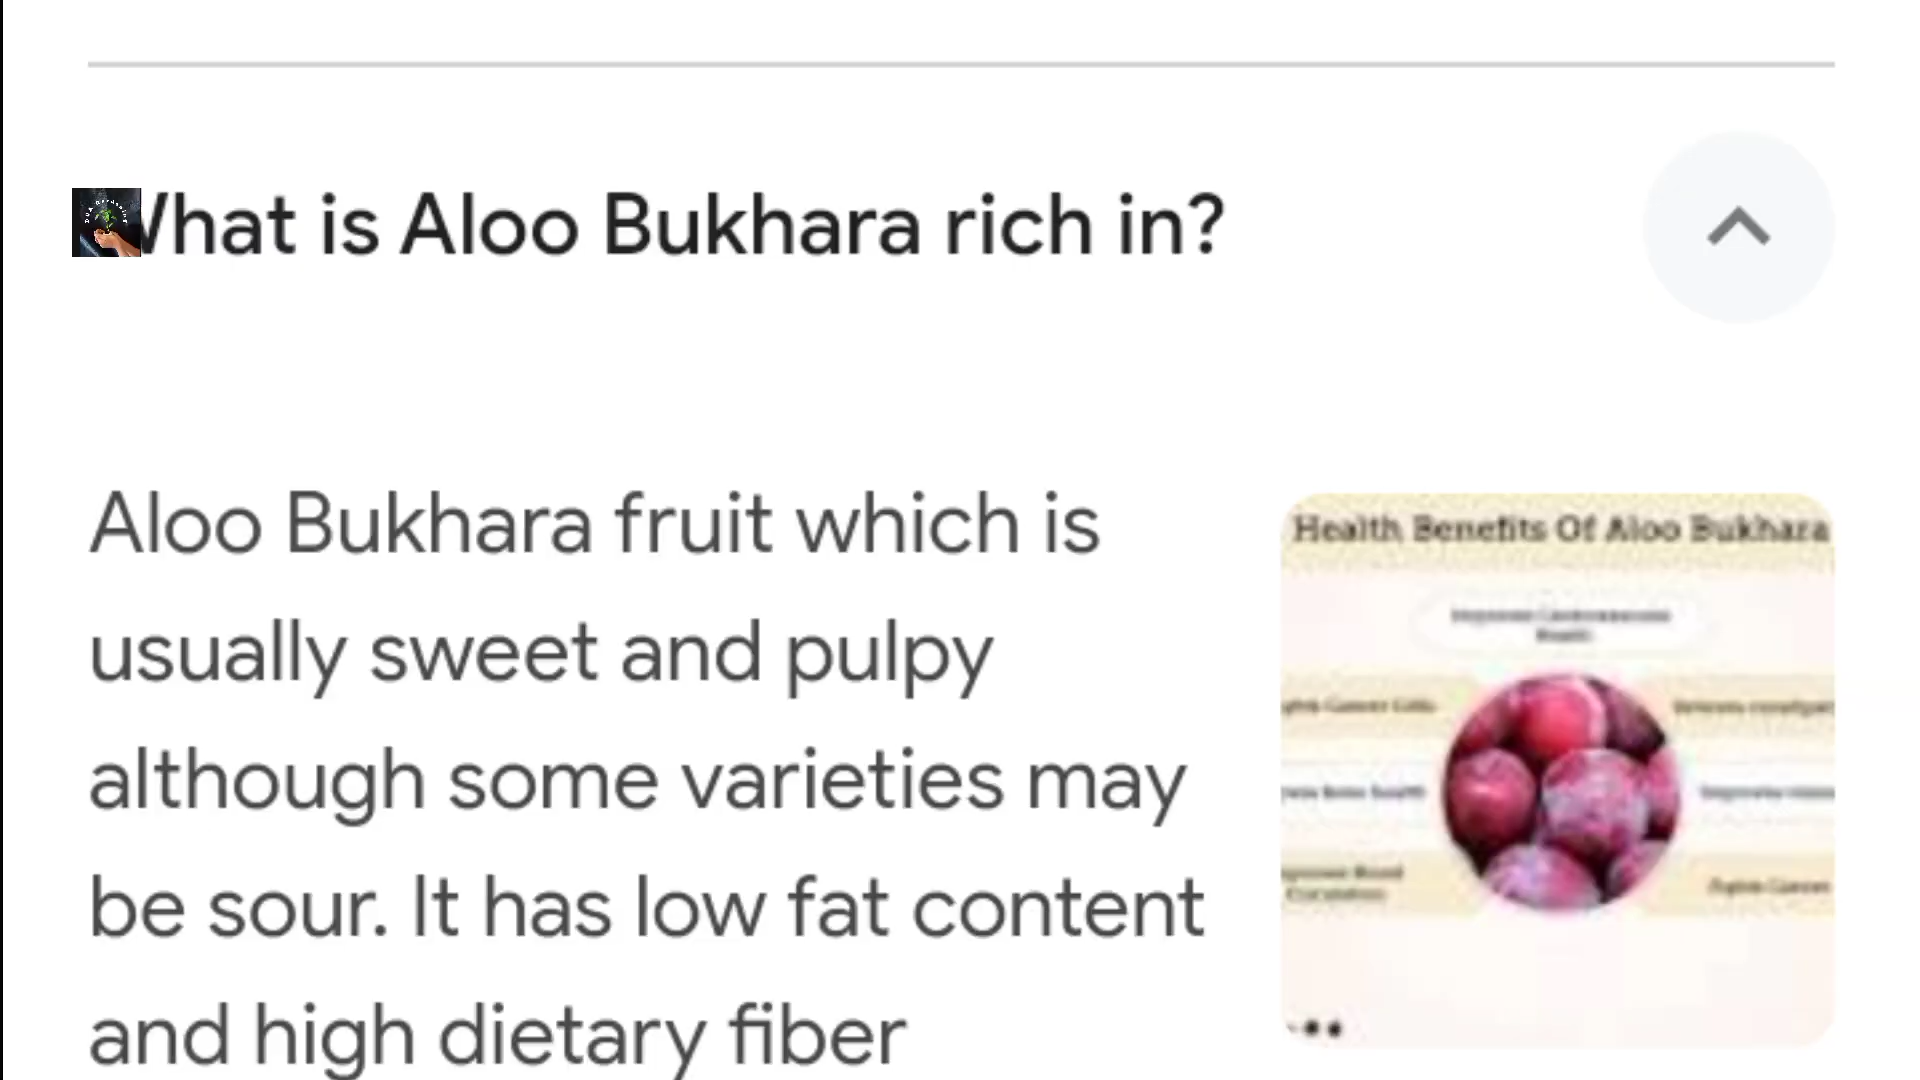 What is Aloo Bukhara rich in?
Aloo Bukhara fruit which is
usually sweet and pulpy
although some varieties may
be sour. It has low fat content
and high dietary fiber
Health Benefits Of Aloo Bukhara